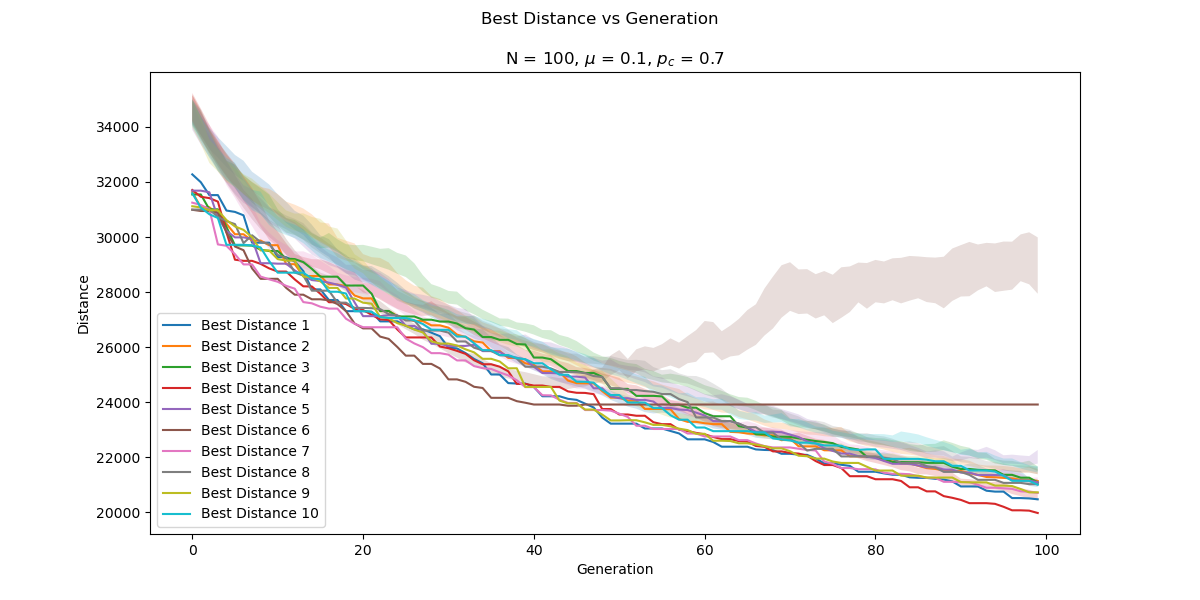 Best Distance vs Generation
N = 100, μ = 0.1, p_c = 0.7
34000
32000
30000
28000
26000
24000
22000
20000
Distance
Best Distance 1
Best Distance 2
Best Distance 3
Best Distance 4
Best Distance 5
Best Distance 6
Best Distance 7
Best Distance 8
Best Distance 9
Best Distance 10
0 20 40 60 80 100
Generation